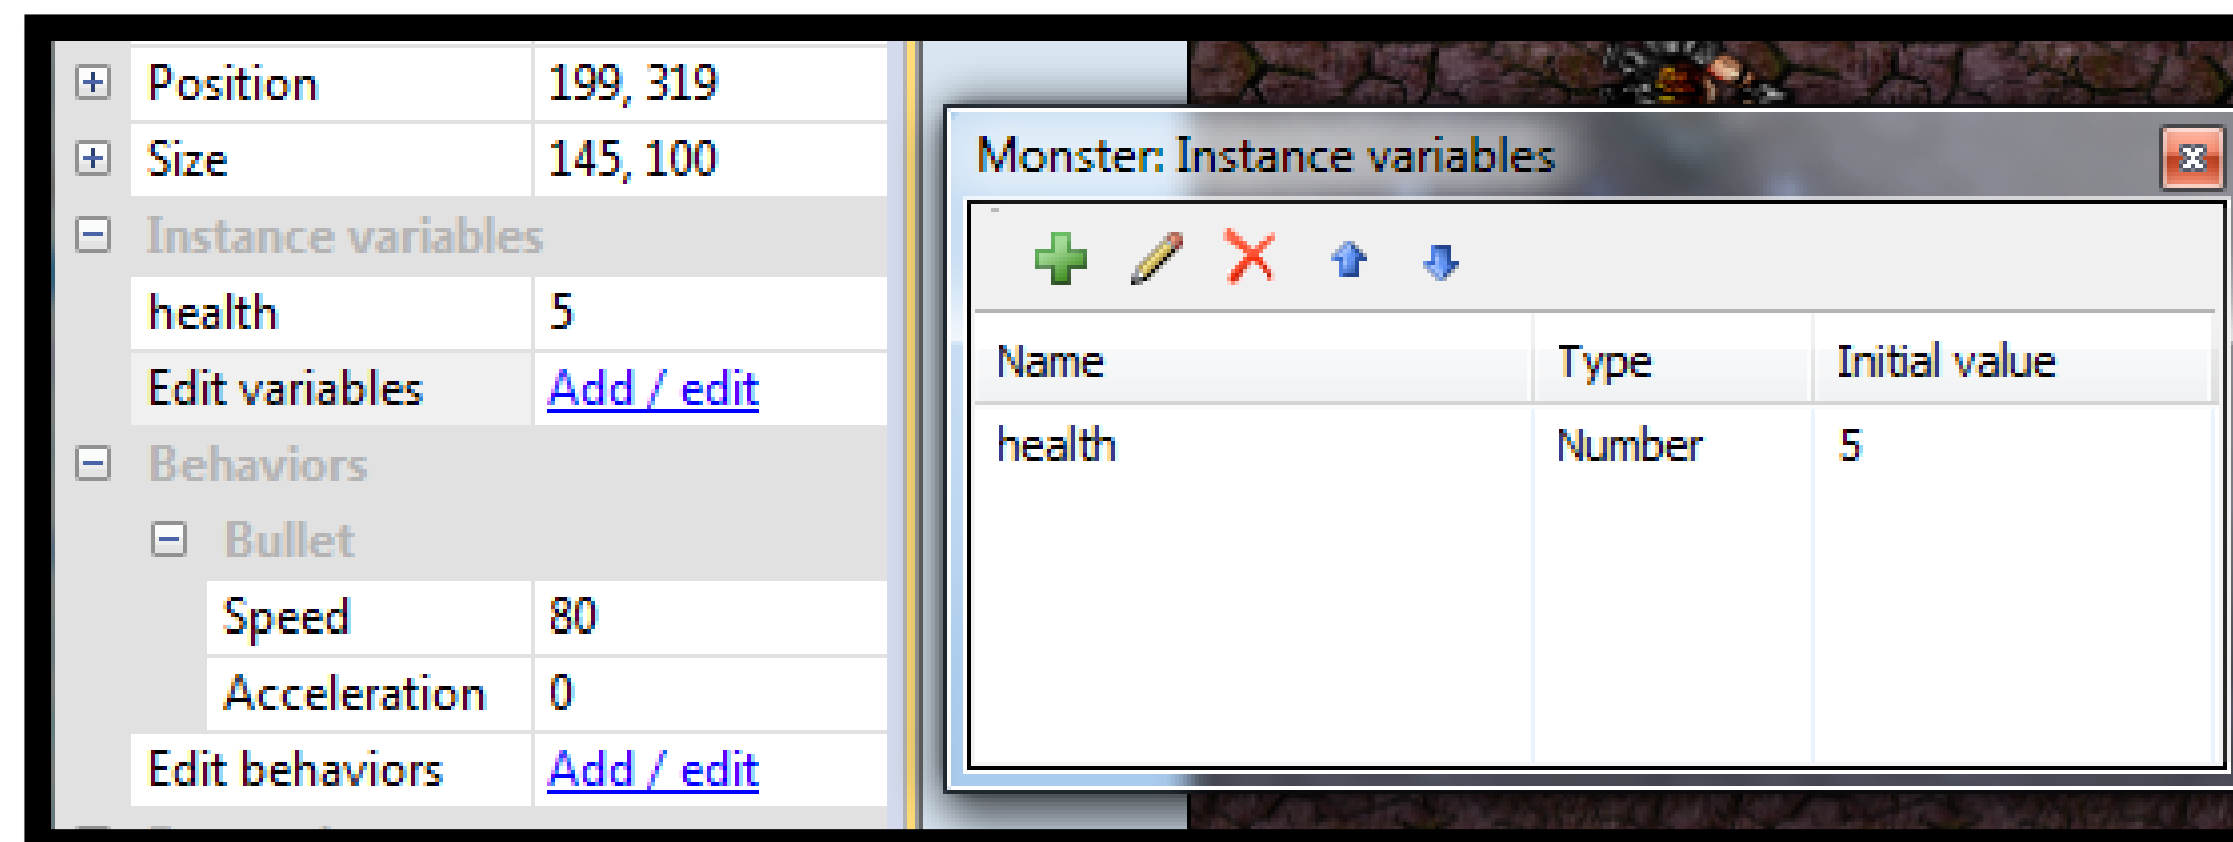 Position 199, 319
Size 145, 100
Instance variables
health 5
Edit variables Add / edit
Behaviors
Bullet
Speed 80
Acceleration 0
Edit behaviors Add / edit
Monster: Instance variables
Name Type Initial value
health Number 5